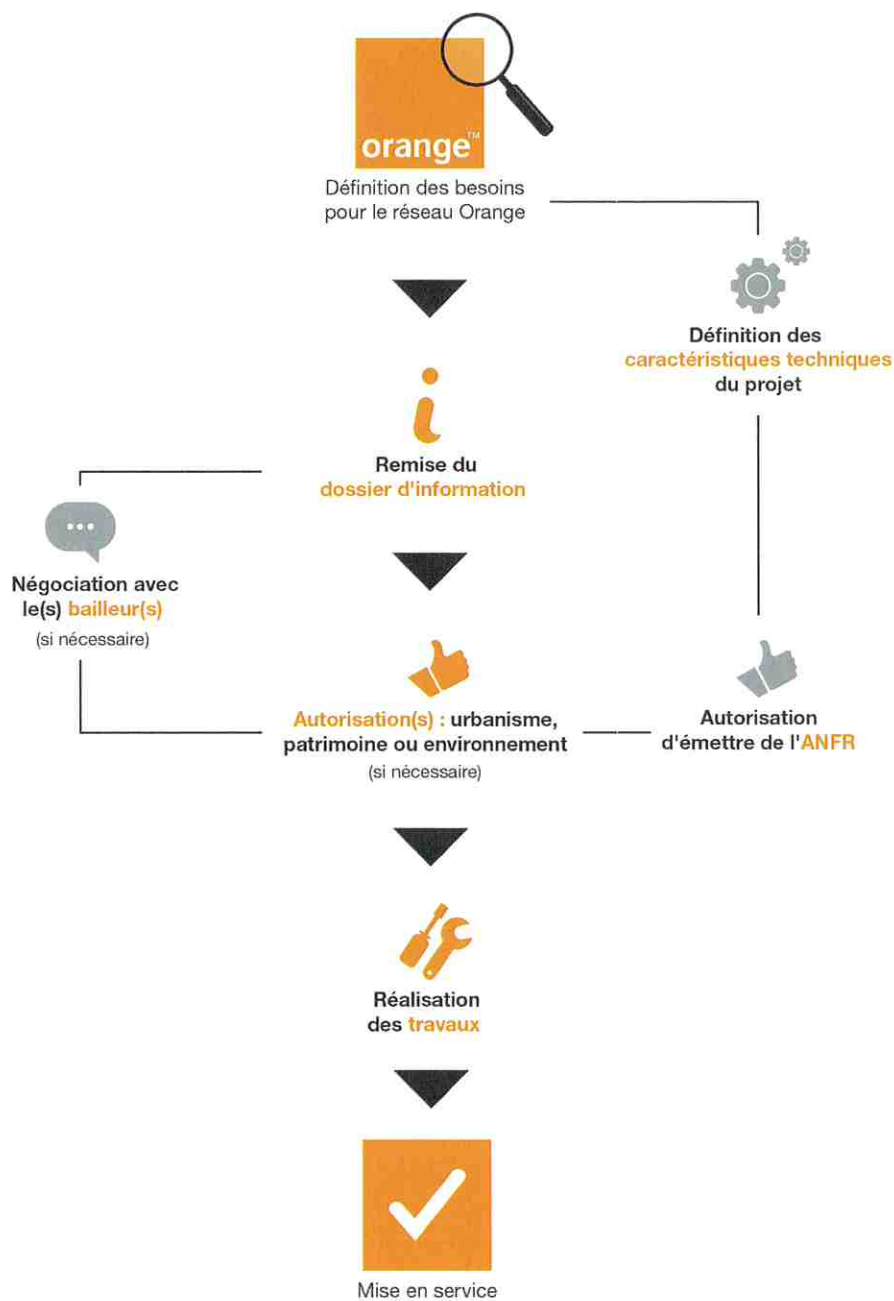 orange™
Définition des besoins
pour le réseau Orange
Définition des
caractéristiques techniques
du projet
Remise du
dossier d'information
Négociation avec
le(s) bailleur(s)
(si nécessaire)
Autorisation(s) : urbanisme,
patrimoine ou environnement
(si nécessaire)
Autorisation
d'émettre de l'ANFR
Réalisation
des travaux
Mise en service